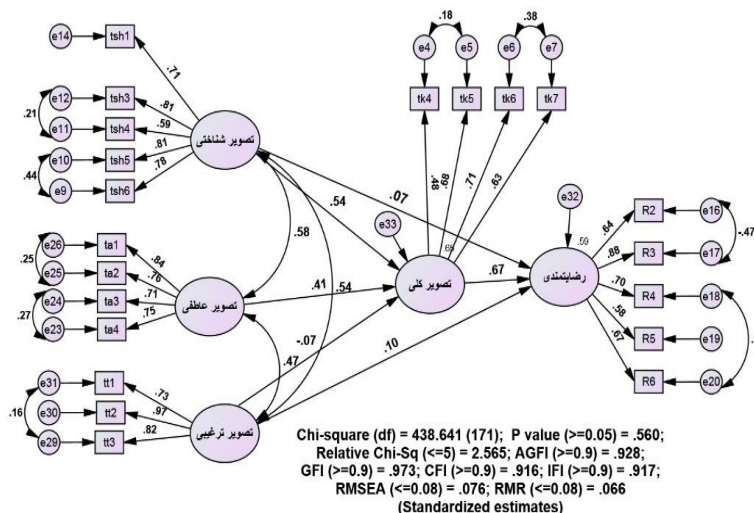 e14 tsh1 .71
e12 tsh3 .81
.21 e11 tsh4 .59
e10 tsh5 .81
.44 e9 tsh6 .78
تصویر شناختی
.18 .38
e4 e5 e6 e7
tk4 tk5 tk6 tk7
.48 .68 .71 .63
.54 .07
.58
e33 e32
e26 ta1 .84
.25 e25 ta2 .76
e24 ta3 .71
.27 e23 ta4 .75
تصویر عاطفی
.41 .54
تصویر کلی
.67
.59
رضایتمندی
R2 e16 .64
-.47
R3 e17 .88
R4 e18 .70
R5 e19 .58
R6 e20 .67
-.07
.47
.10
e31 tt1 .73
.16 e30 tt2 .97
e29 tt3 .82
تصویر ترغیبی
Chi-square (df) = 438.641 (171); P value (>=0.05) = .560;
Relative Chi-Sq (<=5) = 2.565; AGFI (>=0.9) = .928;
GFI (>=0.9) = .973; CFI (>=0.9) = .916; IFI (>=0.9) = .917;
RMSEA (<=0.08) = .076; RMR (<=0.08) = .066
(Standardized estimates)